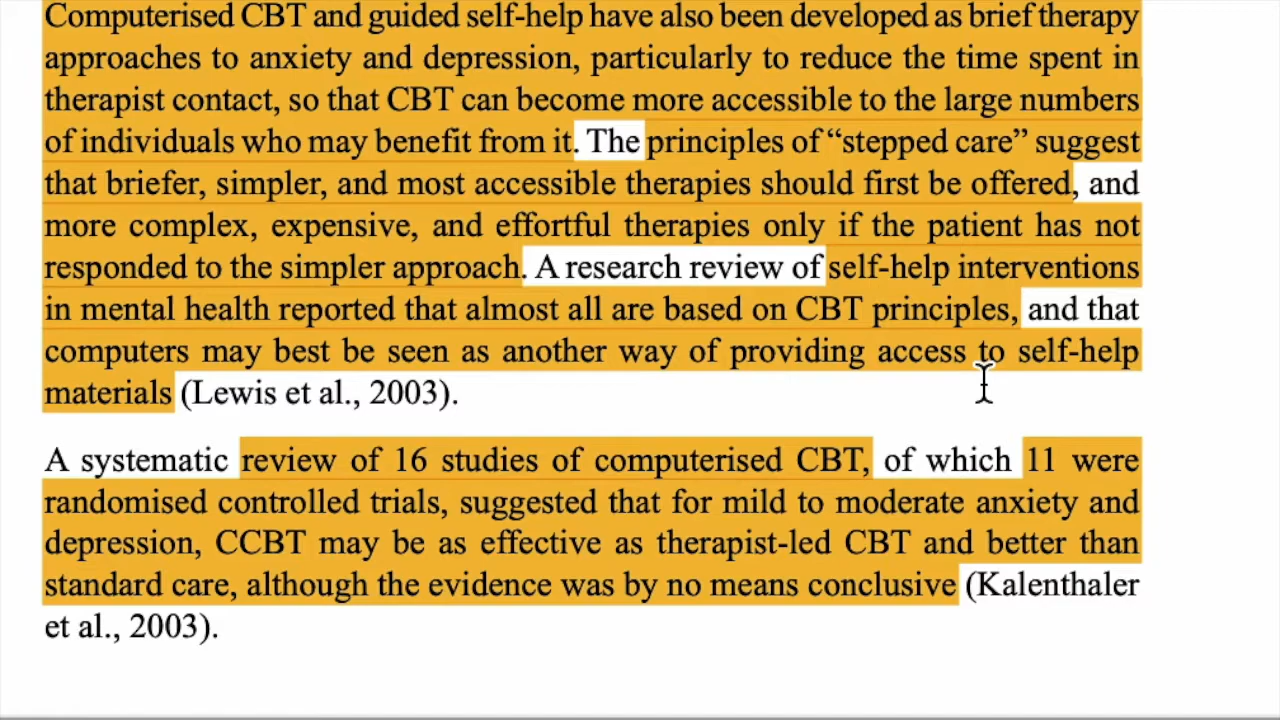 Computerised CBT and guided self-help have also been developed as brief therapy
approaches to anxiety and depression, particularly to reduce the time spent in
therapist contact, so that CBT can become more accessible to the large numbers
of individuals who may benefit from it. The principles of “stepped care” suggest
that briefer, simpler, and most accessible therapies should first be offered, and
more complex, expensive, and effortful therapies only if the patient has not
responded to the simpler approach. A research review of self-help interventions
in mental health reported that almost all are based on CBT principles, and that
computers may best be seen as another way of providing access to self-help
materials (Lewis et al., 2003).
A systematic review of 16 studies of computerised CBT, of which 11 were
randomised controlled trials, suggested that for mild to moderate anxiety and
depression, CCBT may be as effective as therapist-led CBT and better than
standard care, although the evidence was by no means conclusive (Kalenthaler
et al., 2003).